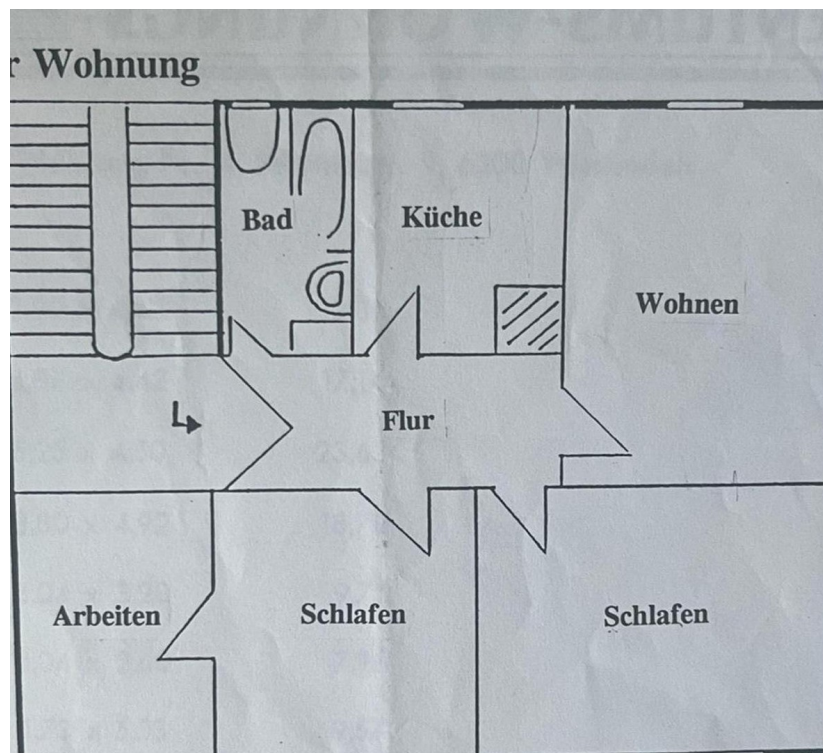 r Wohnung
Bad
Küche
Wohnen
Flur
Arbeiten
Schlafen
Schlafen